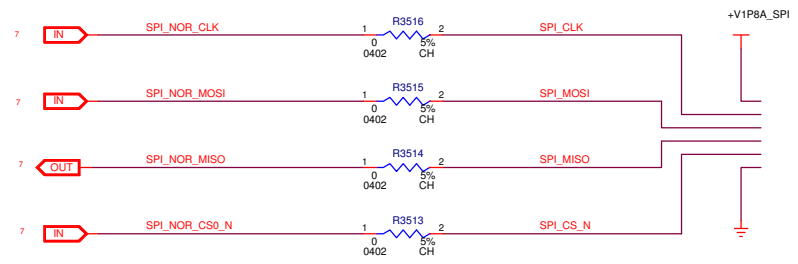 +V1P8A_SPI
7 IN SPI_NOR_CLK 1 R3516 2 SPI_CLK
0 5%
0402 CH
7 IN SPI_NOR_MOSI 1 R3515 2 SPI_MOSI
0 5%
0402 CH
7 OUT SPI_NOR_MISO 1 R3514 2 SPI_MISO
0 5%
0402 CH
7 IN SPI_NOR_CS0_N 1 R3513 2 SPI_CS_N
0 5%
0402 CH